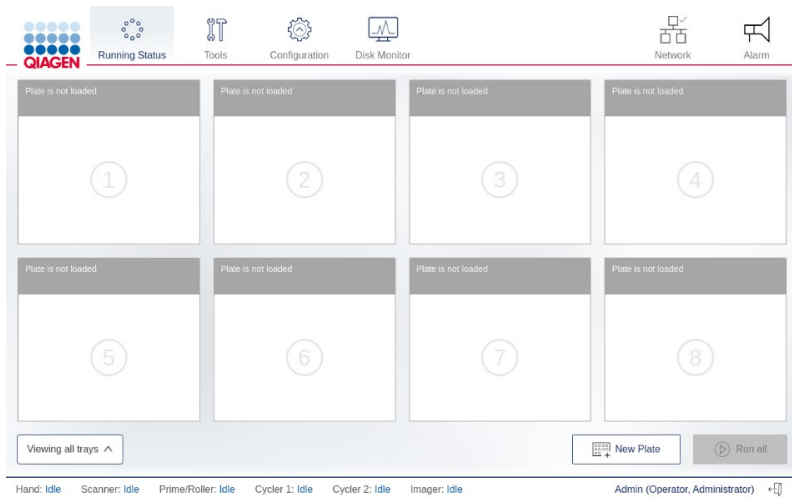 QIAGEN
Running Status
Tools
Configuration
Disk Monitor
Network
Alarm
Plate is not loaded
Plate is not loaded
Plate is not loaded
Plate is not loaded
1
2
3
4
Plate is not loaded
Plate is not loaded
Plate is not loaded
Plate is not loaded
5
6
7
8
Viewing all trays
New Plate
Run all
Hand: Idle Scanner: Idle Prime/Roller: Idle Cycler 1: Idle Cycler 2: Idle Imager: Idle Admin (Operator, Administrator)